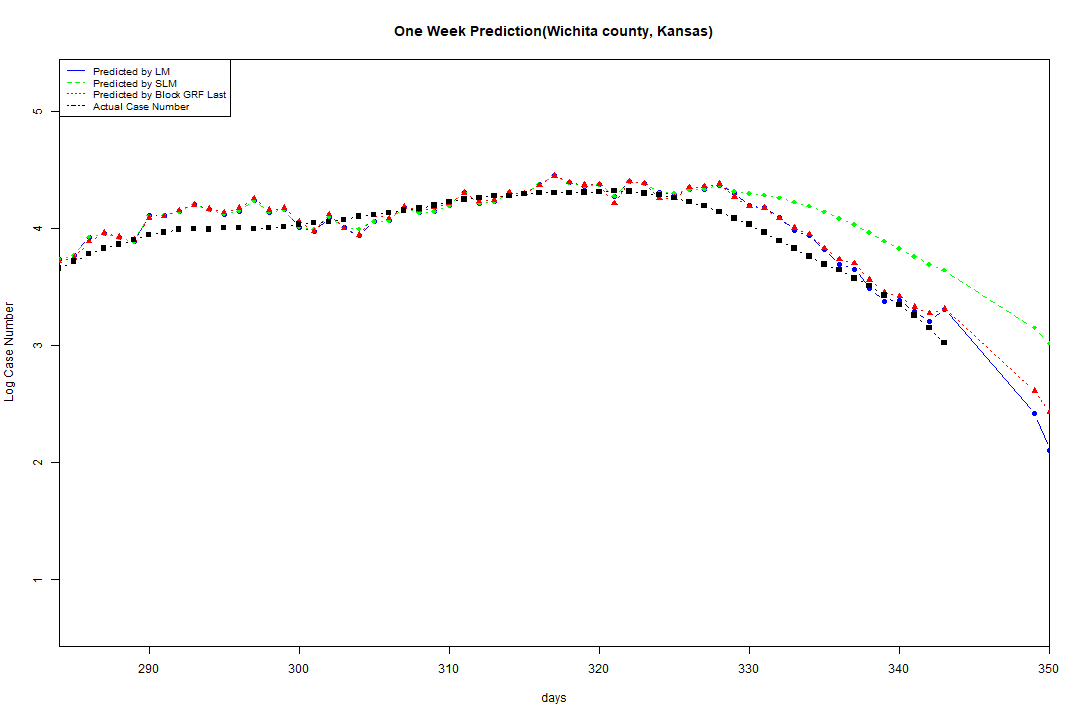 One Week Prediction(Wichita county, Kansas)
Predicted by LM
Predicted by SLM
Predicted by Block GRF Last
Actual Case Number
5
4
3
2
1
Log Case Number
290 300 310 320 330 340 350
days